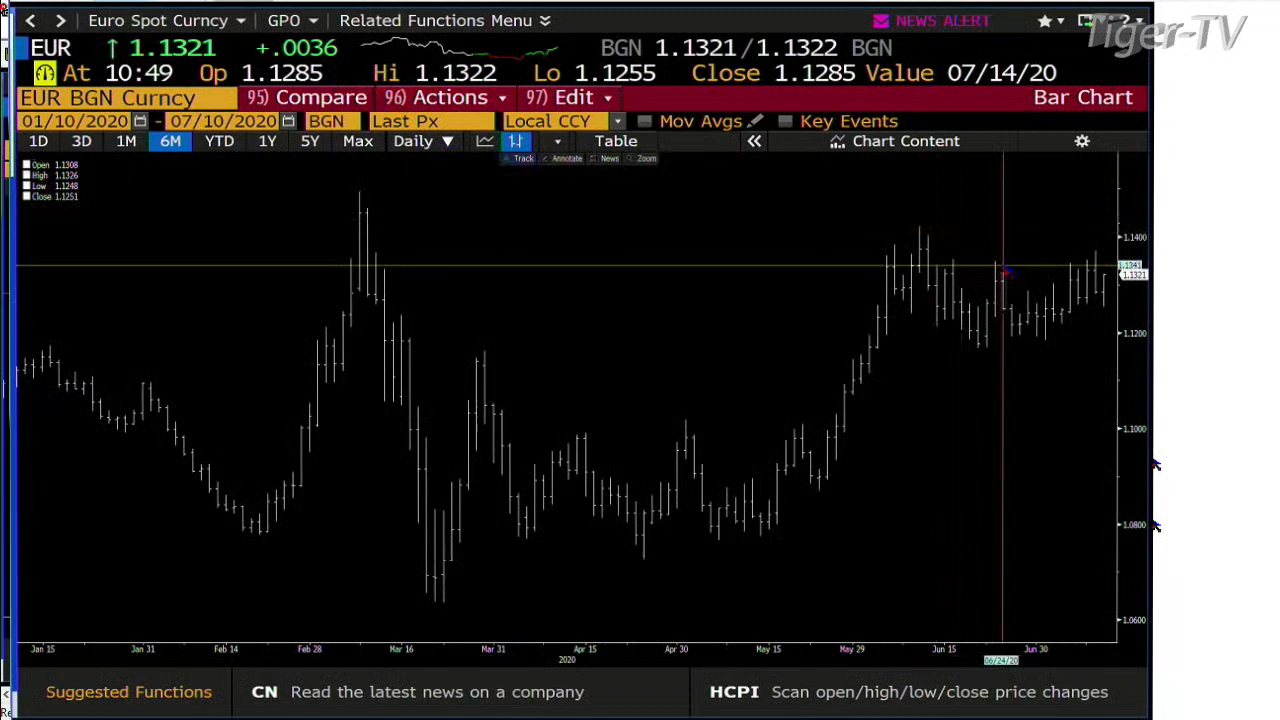 Tiger-TV
Euro Spot Curncy GPO Related Functions Menu NEWS ALERT
EUR ↑ 1.1321 +.0036 BGN 1.1321/1.1322 BGN
At 10:49 Op 1.1285 Hi 1.1322 Lo 1.1255 Close 1.1285 Value 07/14/20
EUR BGN Curncy 95) Compare 96) Actions 97) Edit Bar Chart
01/10/2020 - 07/10/2020 BGN Last Px Local CCY Mov Avgs Key Events
1D 3D 1M 6M YTD 1Y 5Y Max Daily ▼ Table « Chart Content
Track Annotate News Zoom
Open 1.1308
High 1.1326
Low 1.1248
Close 1.1251
1.1400
1.1341
1.1321
1.1200
1.1000
1.0800
1.0600
Jan 15 Jan 31 Feb 14 Feb 28 Mar 16 Mar 31 Apr 15 Apr 30 May 15 May 29 Jun 15 Jun 30
2020 06/24/20
Suggested Functions CN Read the latest news on a company HCPI Scan open/high/low/close price changes